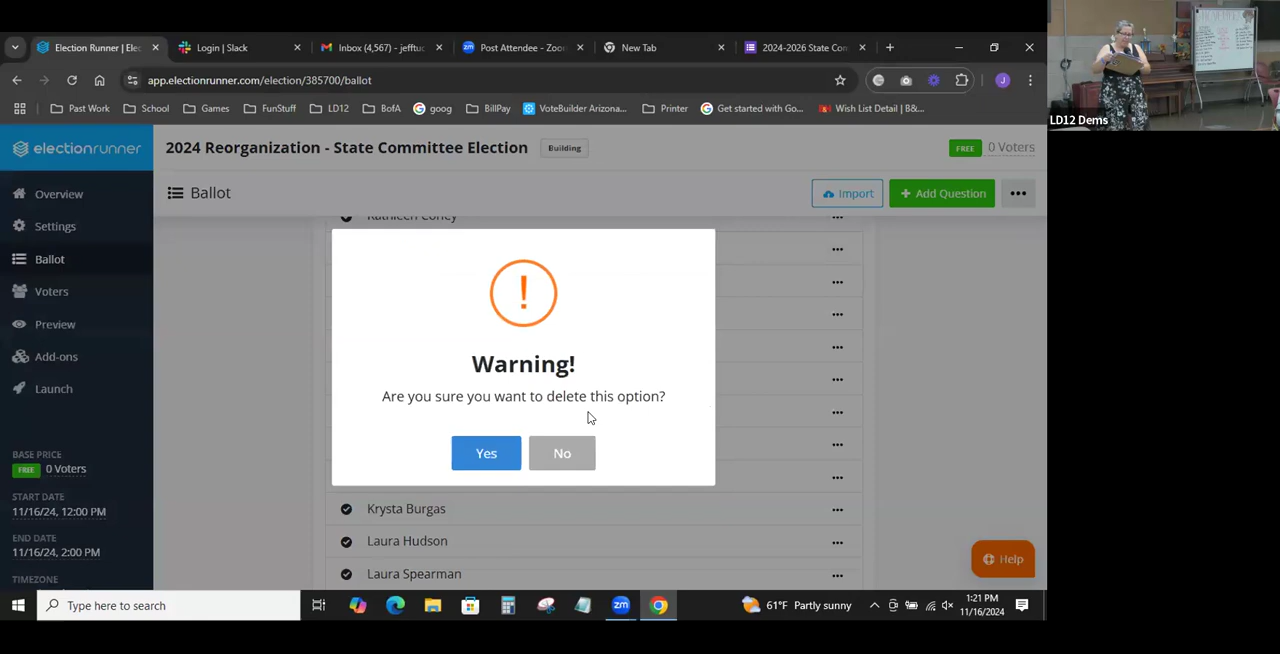 Election Runner | Elec
Login | Slack
Inbox (4,567) - jefftuc
Post Attendee - Zoo
New Tab
2024-2026 State Com
app.electionrunner.com/election/385700/ballot
J
Past Work
School
Games
FunStuff
LD12
BofA
goog
BillPay
VoteBuilder Arizona...
Printer
Get started with Go...
Wish List Detail | B&...
LD12 Dems
electionrunner
2024 Reorganization - State Committee Election
Building
FREE
0 Voters
Overview
Settings
Ballot
Voters
Preview
Add-ons
Launch
BASE PRICE
FREE
0 Voters
START DATE
11/16/24, 12:00 PM
END DATE
11/16/24, 2:00 PM
TIMEZONE
Ballot
Import
+ Add Question
Warning!
Are you sure you want to delete this option?
Yes
No
Krysta Burgas
Laura Hudson
Laura Spearman
Help
Type here to search
zm
61°F Partly sunny
1:21 PM
11/16/2024